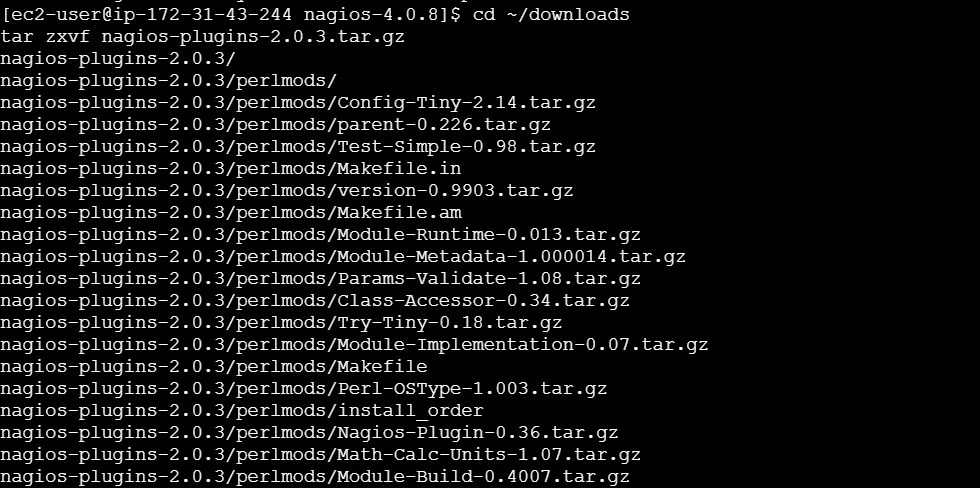 [ec2-user@ip-172-31-43-244 nagios-4.0.8]$ cd ~/downloads
tar zxvf nagios-plugins-2.0.3.tar.gz
nagios-plugins-2.0.3/
nagios-plugins-2.0.3/perlmods/
nagios-plugins-2.0.3/perlmods/Config-Tiny-2.14.tar.gz
nagios-plugins-2.0.3/perlmods/parent-0.226.tar.gz
nagios-plugins-2.0.3/perlmods/Test-Simple-0.98.tar.gz
nagios-plugins-2.0.3/perlmods/Makefile.in
nagios-plugins-2.0.3/perlmods/version-0.9903.tar.gz
nagios-plugins-2.0.3/perlmods/Makefile.am
nagios-plugins-2.0.3/perlmods/Module-Runtime-0.013.tar.gz
nagios-plugins-2.0.3/perlmods/Module-Metadata-1.000014.tar.gz
nagios-plugins-2.0.3/perlmods/Params-Validate-1.08.tar.gz
nagios-plugins-2.0.3/perlmods/Class-Accessor-0.34.tar.gz
nagios-plugins-2.0.3/perlmods/Try-Tiny-0.18.tar.gz
nagios-plugins-2.0.3/perlmods/Module-Implementation-0.07.tar.gz
nagios-plugins-2.0.3/perlmods/Makefile
nagios-plugins-2.0.3/perlmods/Perl-OSType-1.003.tar.gz
nagios-plugins-2.0.3/perlmods/install_order
nagios-plugins-2.0.3/perlmods/Nagios-Plugin-0.36.tar.gz
nagios-plugins-2.0.3/perlmods/Math-Calc-Units-1.07.tar.gz
nagios-plugins-2.0.3/perlmods/Module-Build-0.4007.tar.gz